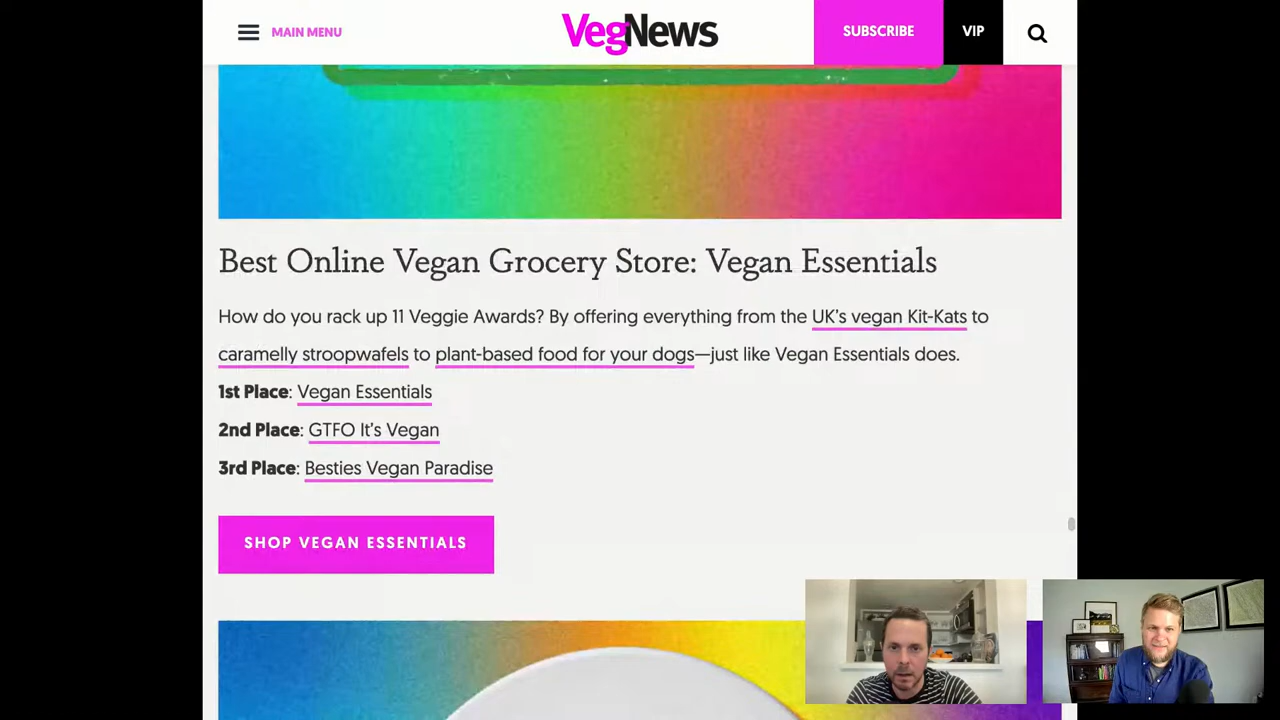 MAIN MENU
VegNews
SUBSCRIBE
VIP
Best Online Vegan Grocery Store: Vegan Essentials
How do you rack up 11 Veggie Awards? By offering everything from the UK’s vegan Kit-Kats to
caramelly stroopwafels to plant-based food for your dogs—just like Vegan Essentials does.
1st Place: Vegan Essentials
2nd Place: GTFO It’s Vegan
3rd Place: Besties Vegan Paradise
SHOP VEGAN ESSENTIALS